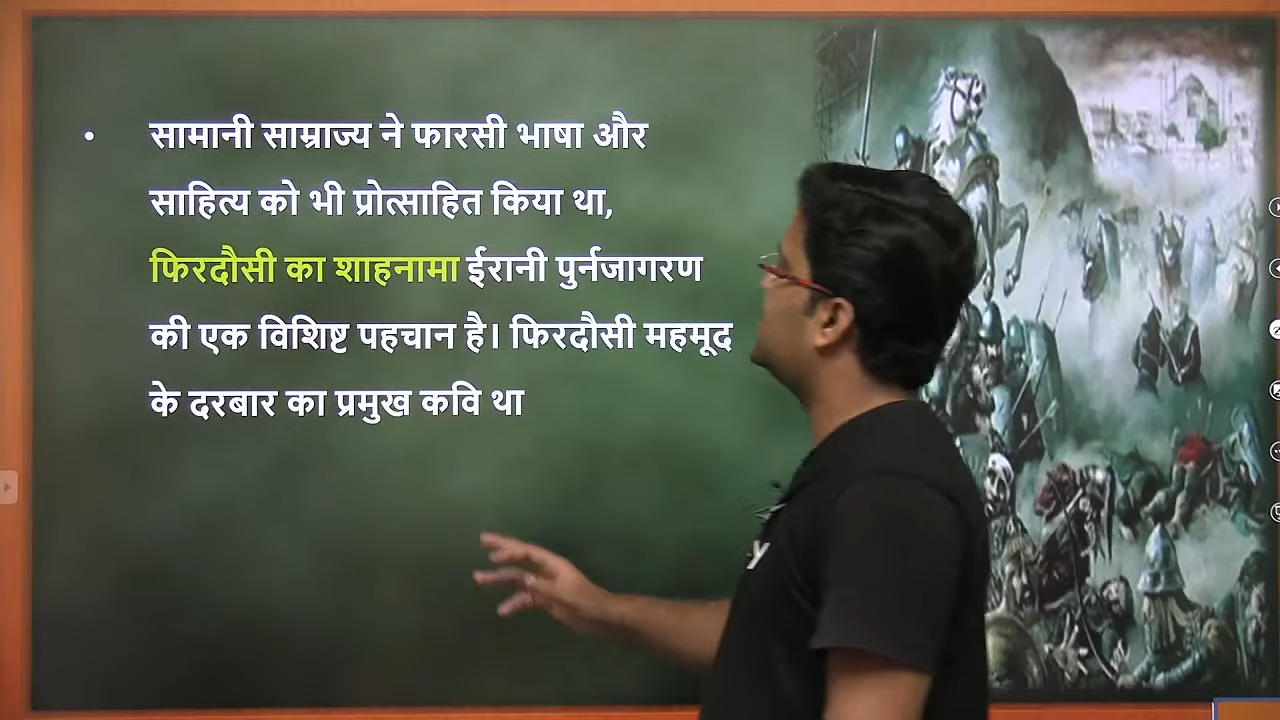 • सामानी साम्राज्य ने फारसी भाषा और
साहित्य को भी प्रोत्साहित किया था,
फिरदौसी का शाहनामा ईरानी पुर्नजागरण
की एक विशिष्ट पहचान है। फिरदौसी महमूद
के दरबार का प्रमुख कवि था
y